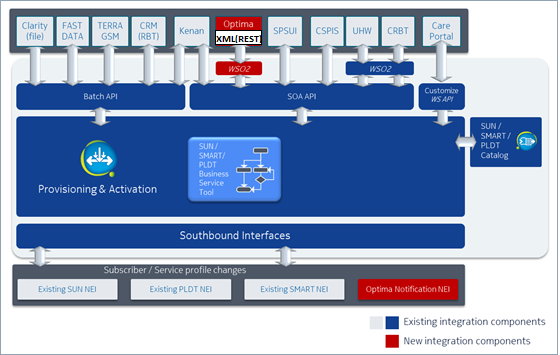 Clarity
(file)
FAST
DATA
TERRA
GSM
CRM
(RBT)
Kenan
Optima
XML(REST)
SPSUI
CSPIS
UHW
CRBT
Care
Portal
WSO2
WSO2
Batch API
SOA API
Customize
WS API
SUN /
SMART/
PLDT
Business
Service
Tool
Provisioning & Activation
SUN /
SMART /
PLDT
Catalog
Southbound Interfaces
Subscriber / Service profile changes
Existing SUN NEI
Existing PLDT NEI
Existing SMART NEI
Optima Notification NEI
Existing integration components
New integration components